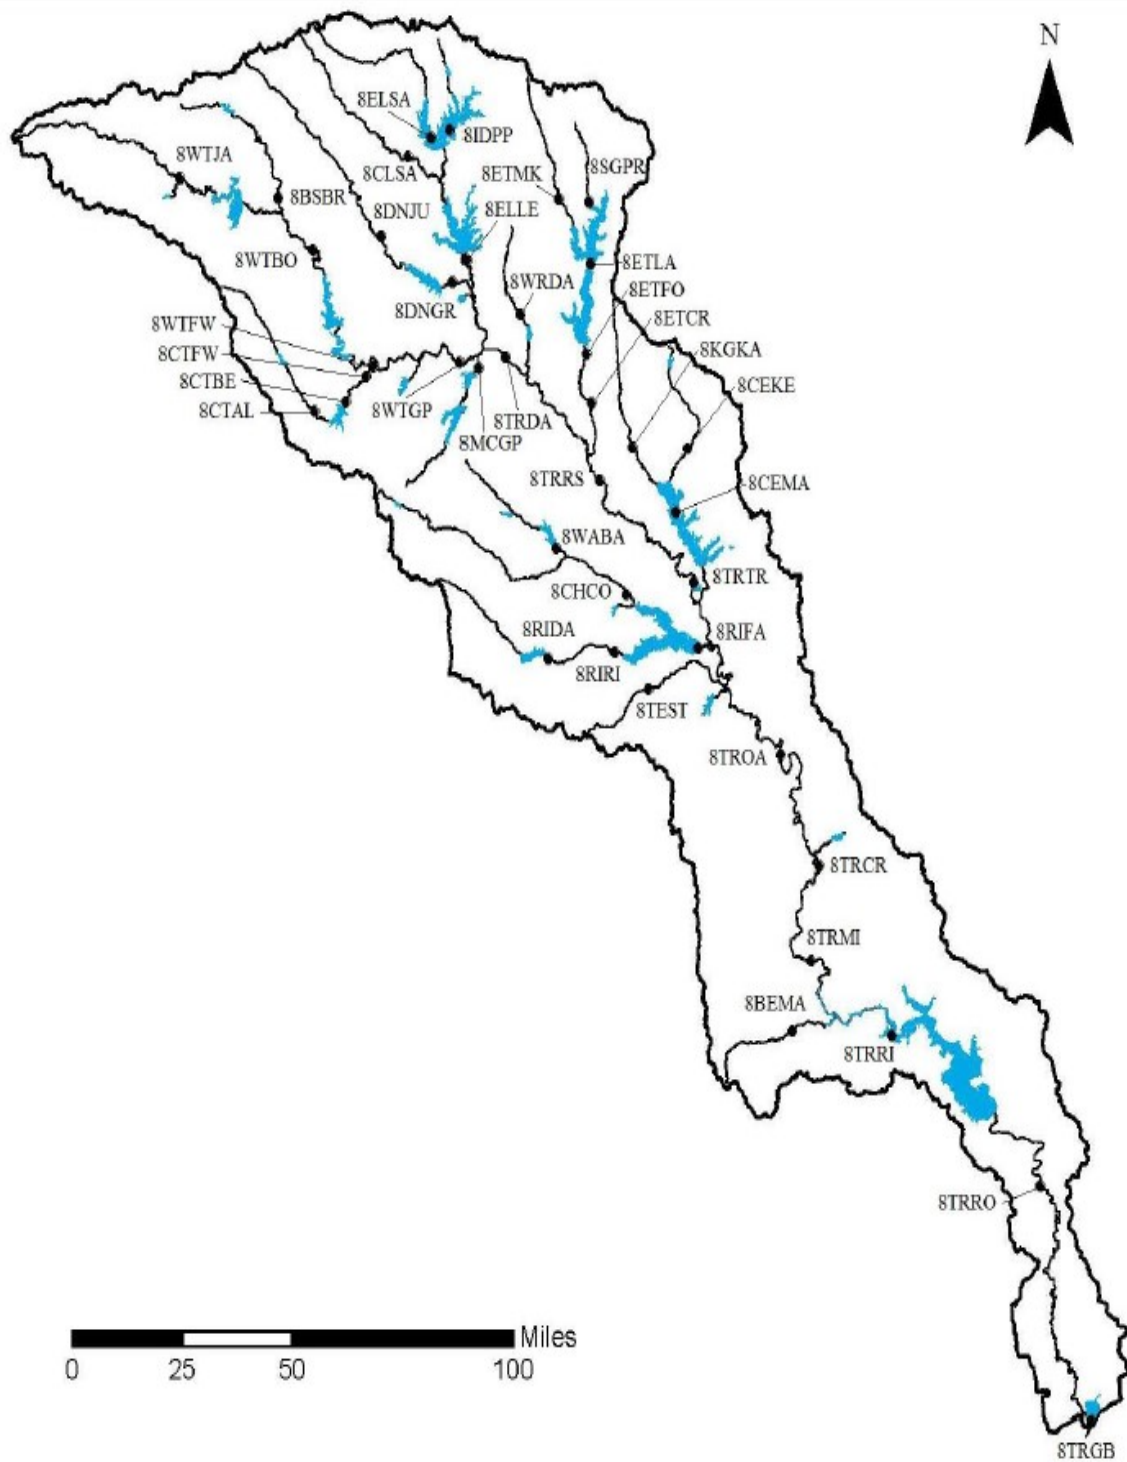 N
8ELSA
8IDPP
8WTJA
8CLSA
8ETMK
8SGPR
8BSBR
8DNJU
8ELLE
8WTBO
8ETLA
8WRDA
8ETFO
8DNGR
8ETCR
8WTFW
8KGKA
8CTFW
8CTBE
8CEKE
8CTAL
8WTGP
8TRDA
8MCGP
8TRRS
8CEMA
8WABA
8TRTR
8CHCO
8RIDA
8RIFA
8RIRI
8TEST
8TROA
8TRCR
8TRMI
8BEMA
8TRRI
8TRRO
Miles
0 25 50 100
8TRGB